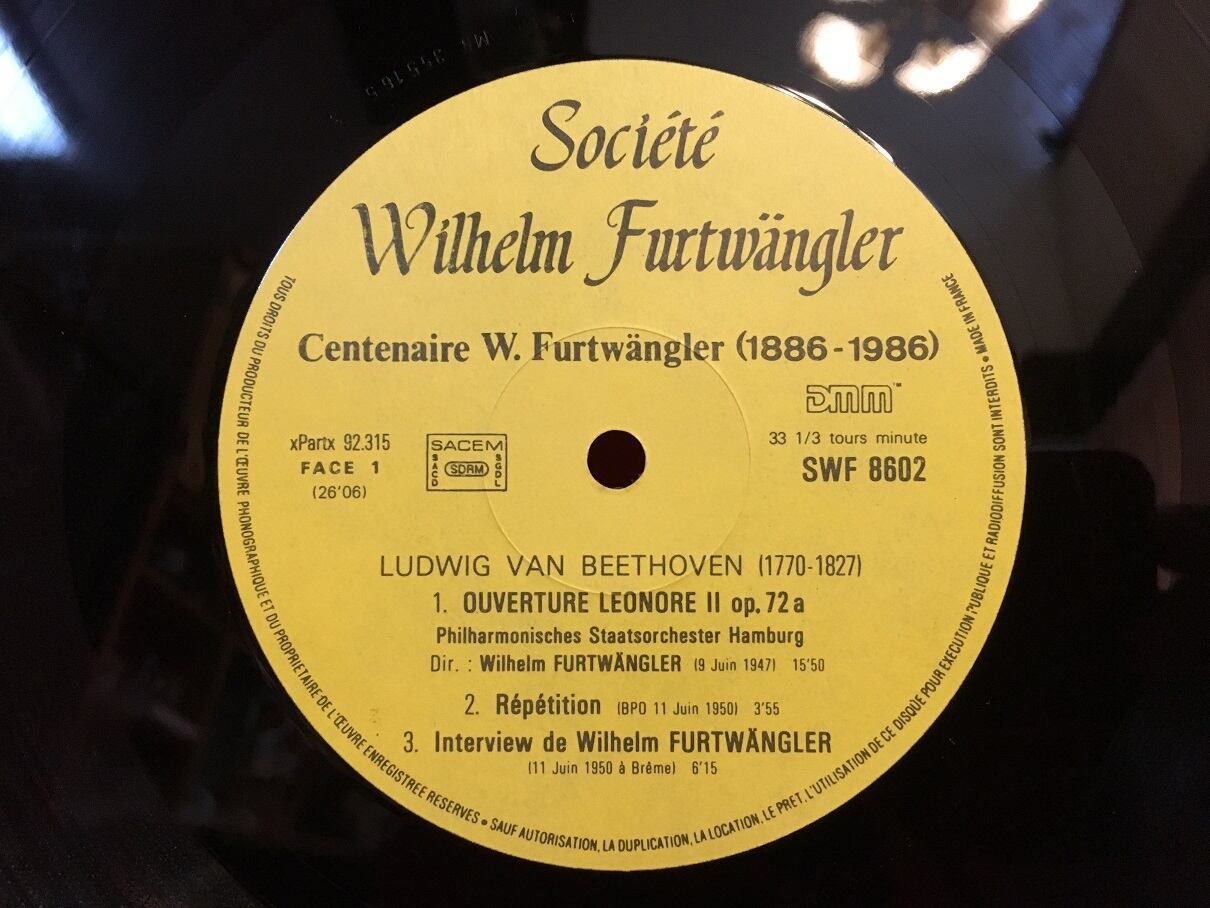 Société
Wilhelm Furtwängler
Centenaire W. Furtwängler (1886-1986)
DMM™
xPartx 92.315
FACE 1
(26'06)
SACEM
SACD
SDRM
SGDL
33 1/3 tours minute
SWF 8602
LUDWIG VAN BEETHOVEN (1770-1827)
1. OUVERTURE LEONORE II op. 72 a
Philharmonisches Staatsorchester Hamburg
Dir. : Wilhelm FURTWÄNGLER (9 Juin 1947) 15'50
2. Répétition (BPO 11 Juin 1950) 3'55
3. Interview de Wilhelm FURTWÄNGLER
(11 Juin 1950 à Brême) 6'15
TOUS DROITS DU PRODUCTEUR DE L'ŒUVRE PHONOGRAPHIQUE ET DU PROPRIETAIRE DE L'ŒUVRE ENREGISTREE RESERVES • SAUF AUTORISATION, LA DUPLICATION, LA LOCATION, LE PRET, L'UTILISATION DE CE DISQUE POUR EXECUTION PUBLIQUE ET RADIODIFFUSION SONT INTERDITS • MADE IN FRANCE